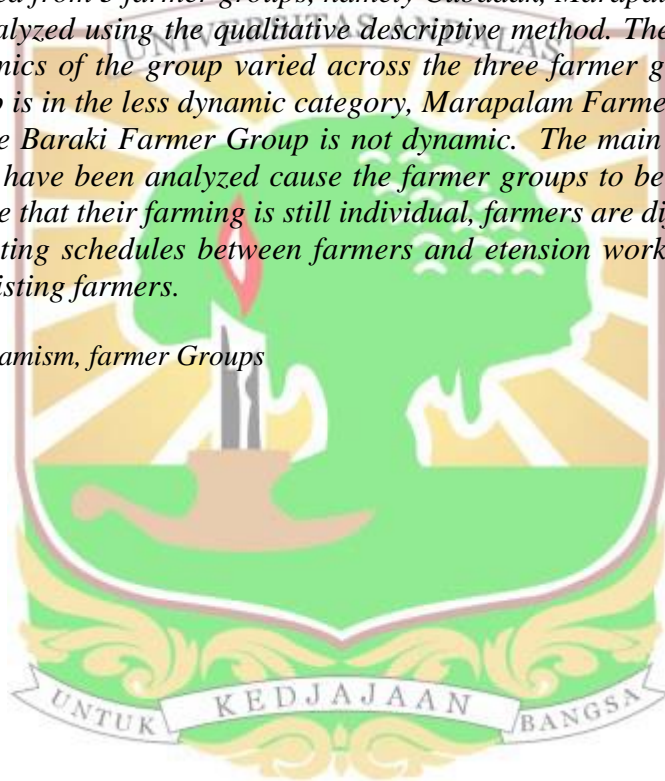 3 farmer groups, namely Cubadak, Marapa
alyzed using the qualitative descriptive method. The
UNIVERSITAS ANDALAS
nics of the group varied across the three farmer g
is in the less dynamic category, Marapalam Farme
e Baraki Farmer Group is not dynamic. The main
have been analyzed cause the farmer groups to be
e that their farming is still individual, farmers are di
ting schedules between farmers and etension work
isting farmers.
amism, farmer Groups
UNTUK KEDJAJAAN BANGSA